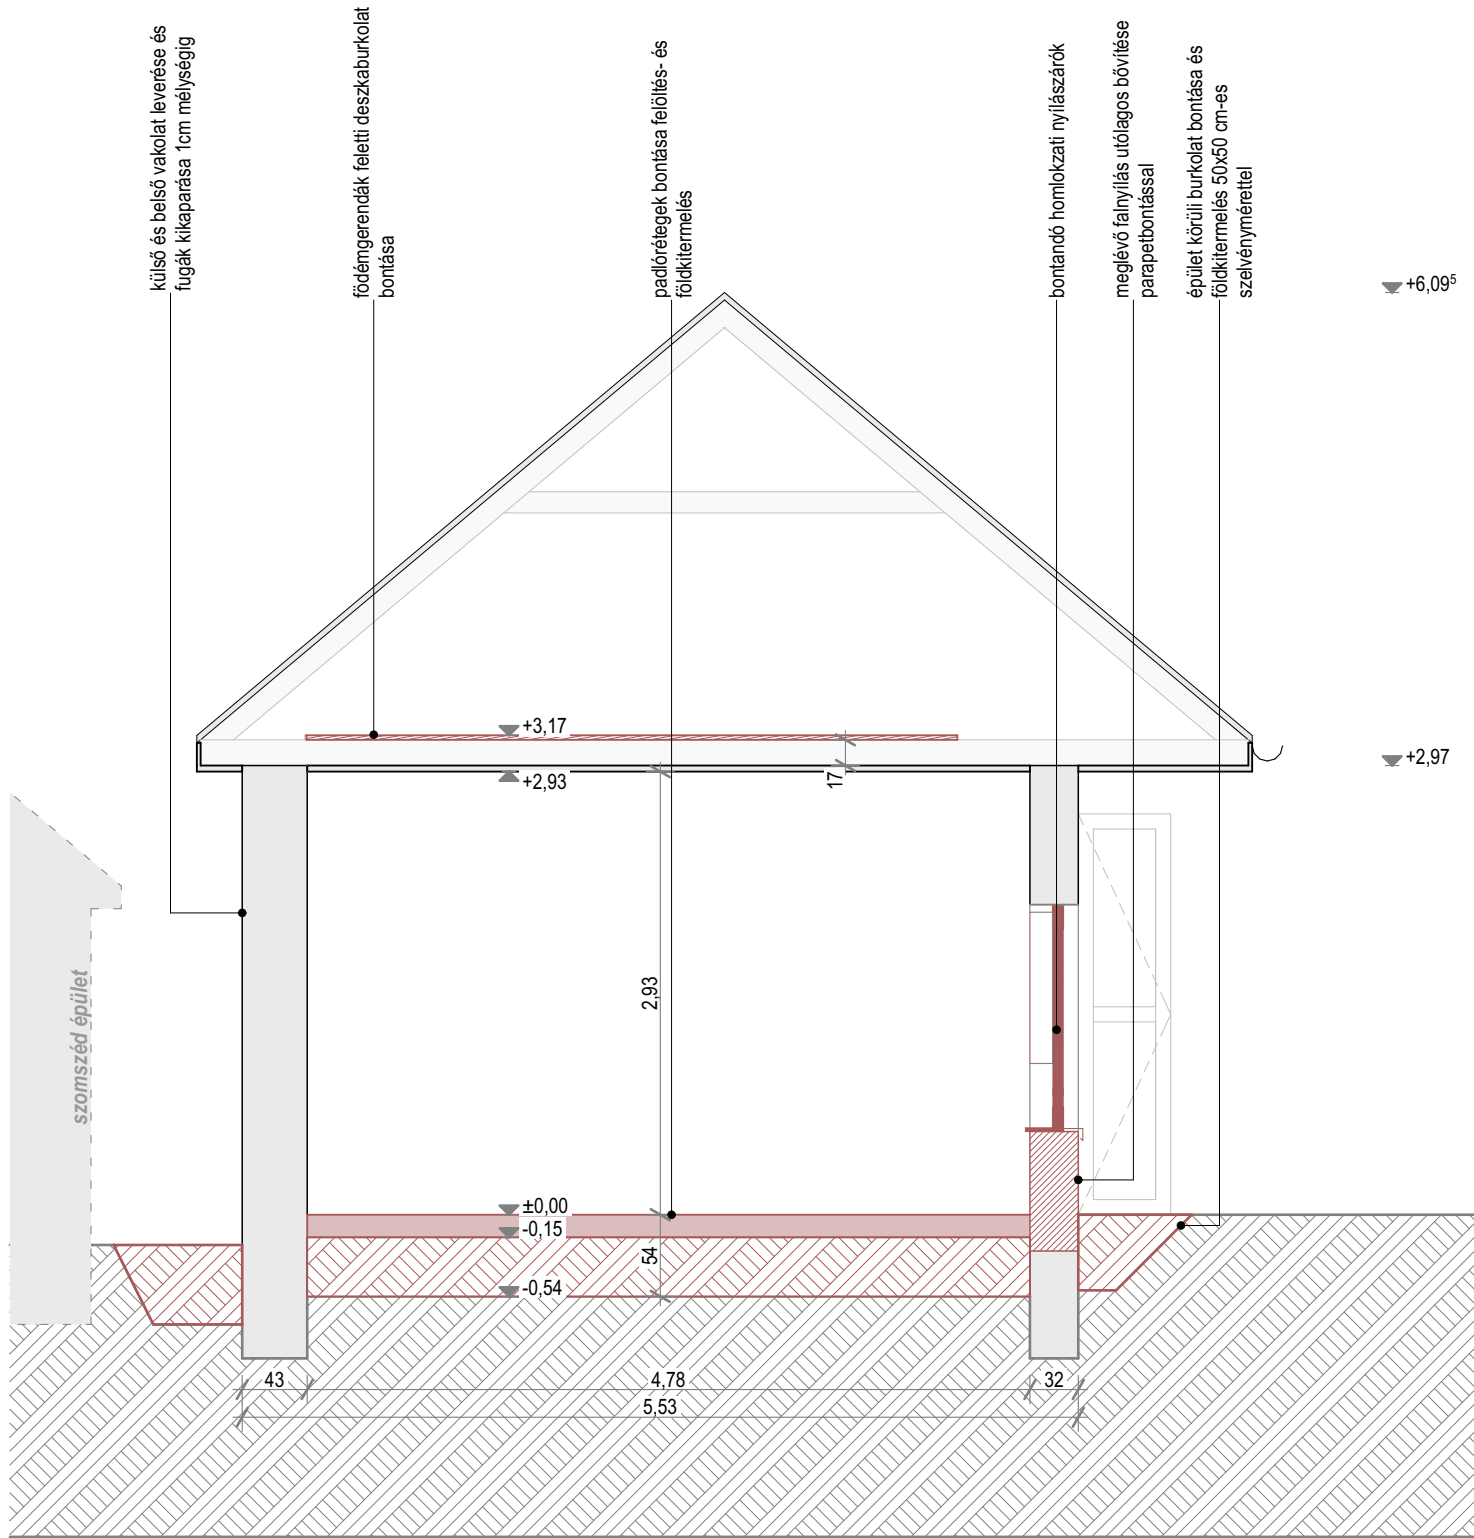 külső és belső vakolat leverése és
fugák kikaparása 1cm mélységig
födémgerendák feletti deszkaburkolat
bontása
padlórétegek bontása felöltés- és
földkitermelés
bontandó homlokzati nyílászárók
meglévő falnyílás utólagos bővítése
parapetbontással
épület körüli burkolat bontása és
földkitermelés 50x50 cm-es
szelvénymérettel
+6,09⁵
+3,17
+2,97
+2,93
17
szomszéd épület
2,93
±0,00
-0,15
54
-0,54
43
4,78
32
5,53